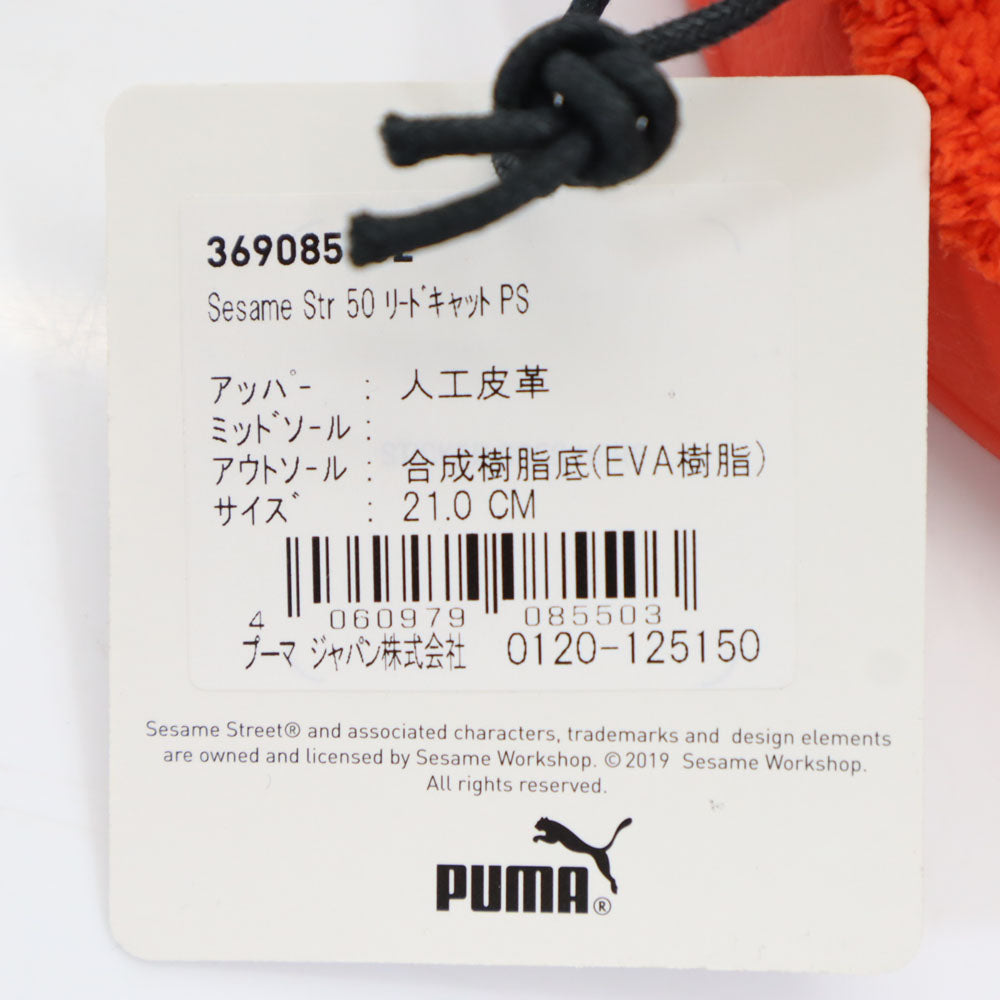 369085
Sesame Str 50 リードキャット PS
アッパー : 人工皮革
ミッドソール :
アウトソール : 合成樹脂底(EVA樹脂)
サイズ : 21.0 CM
4 060979 085503
プーマ ジャパン株式会社 0120-125150
Sesame Street® and associated characters, trademarks and design elements
are owned and licensed by Sesame Workshop. ©2019 Sesame Workshop.
All rights reserved.
PUMA®